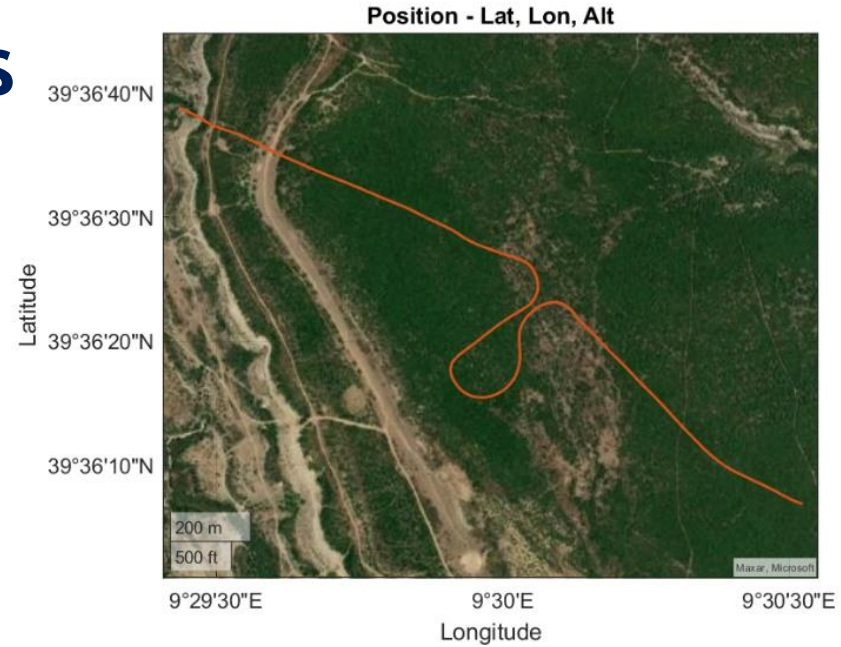 Position - Lat, Lon, Alt
s
39°36'40"N
39°36'30"N
39°36'20"N
39°36'10"N
Latitude
200 m
500 ft
Maxar, Microsoft
9°29'30"E
9°30'E
9°30'30"E
Longitude